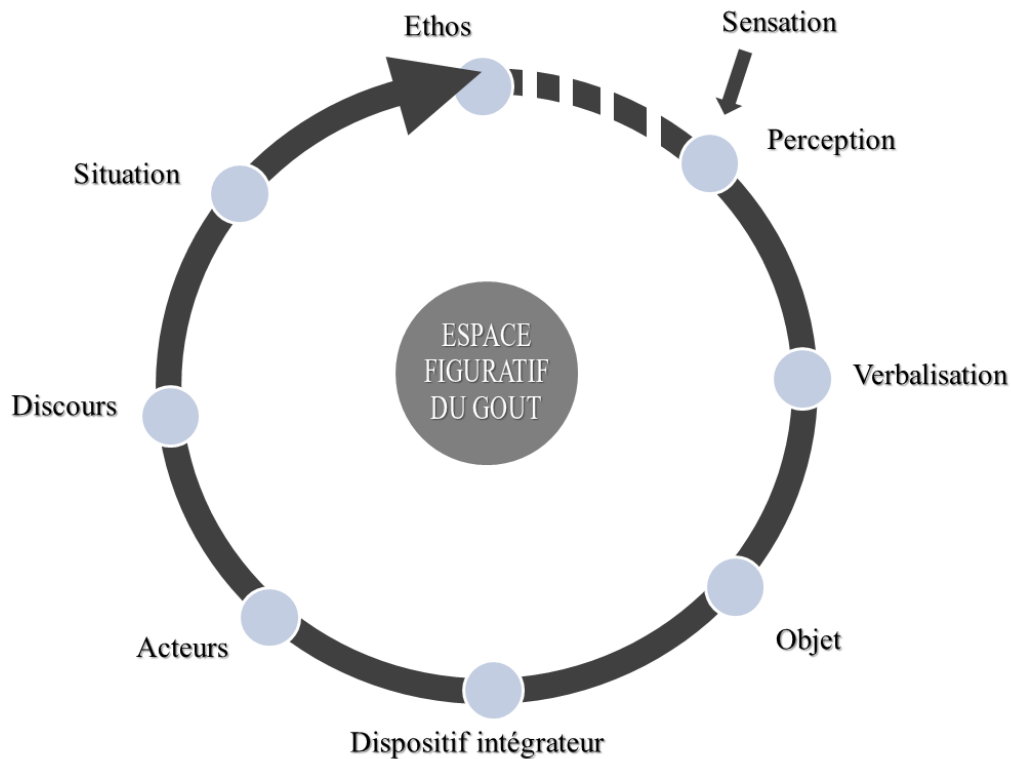 Ethos
Sensation
Perception
Situation
ESPACE
FIGURATIF
DU GOUT
Verbalisation
Discours
Objet
Acteurs
Dispositif intégrateur